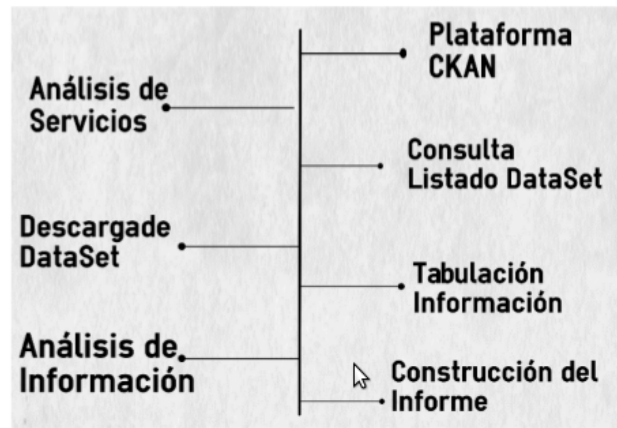 Plataforma
CKAN
Análisis de
Servicios
Consulta
Listado DataSet
Descargade
DataSet
Tabulación
Información
Análisis de
Información
Construcción del
Informe